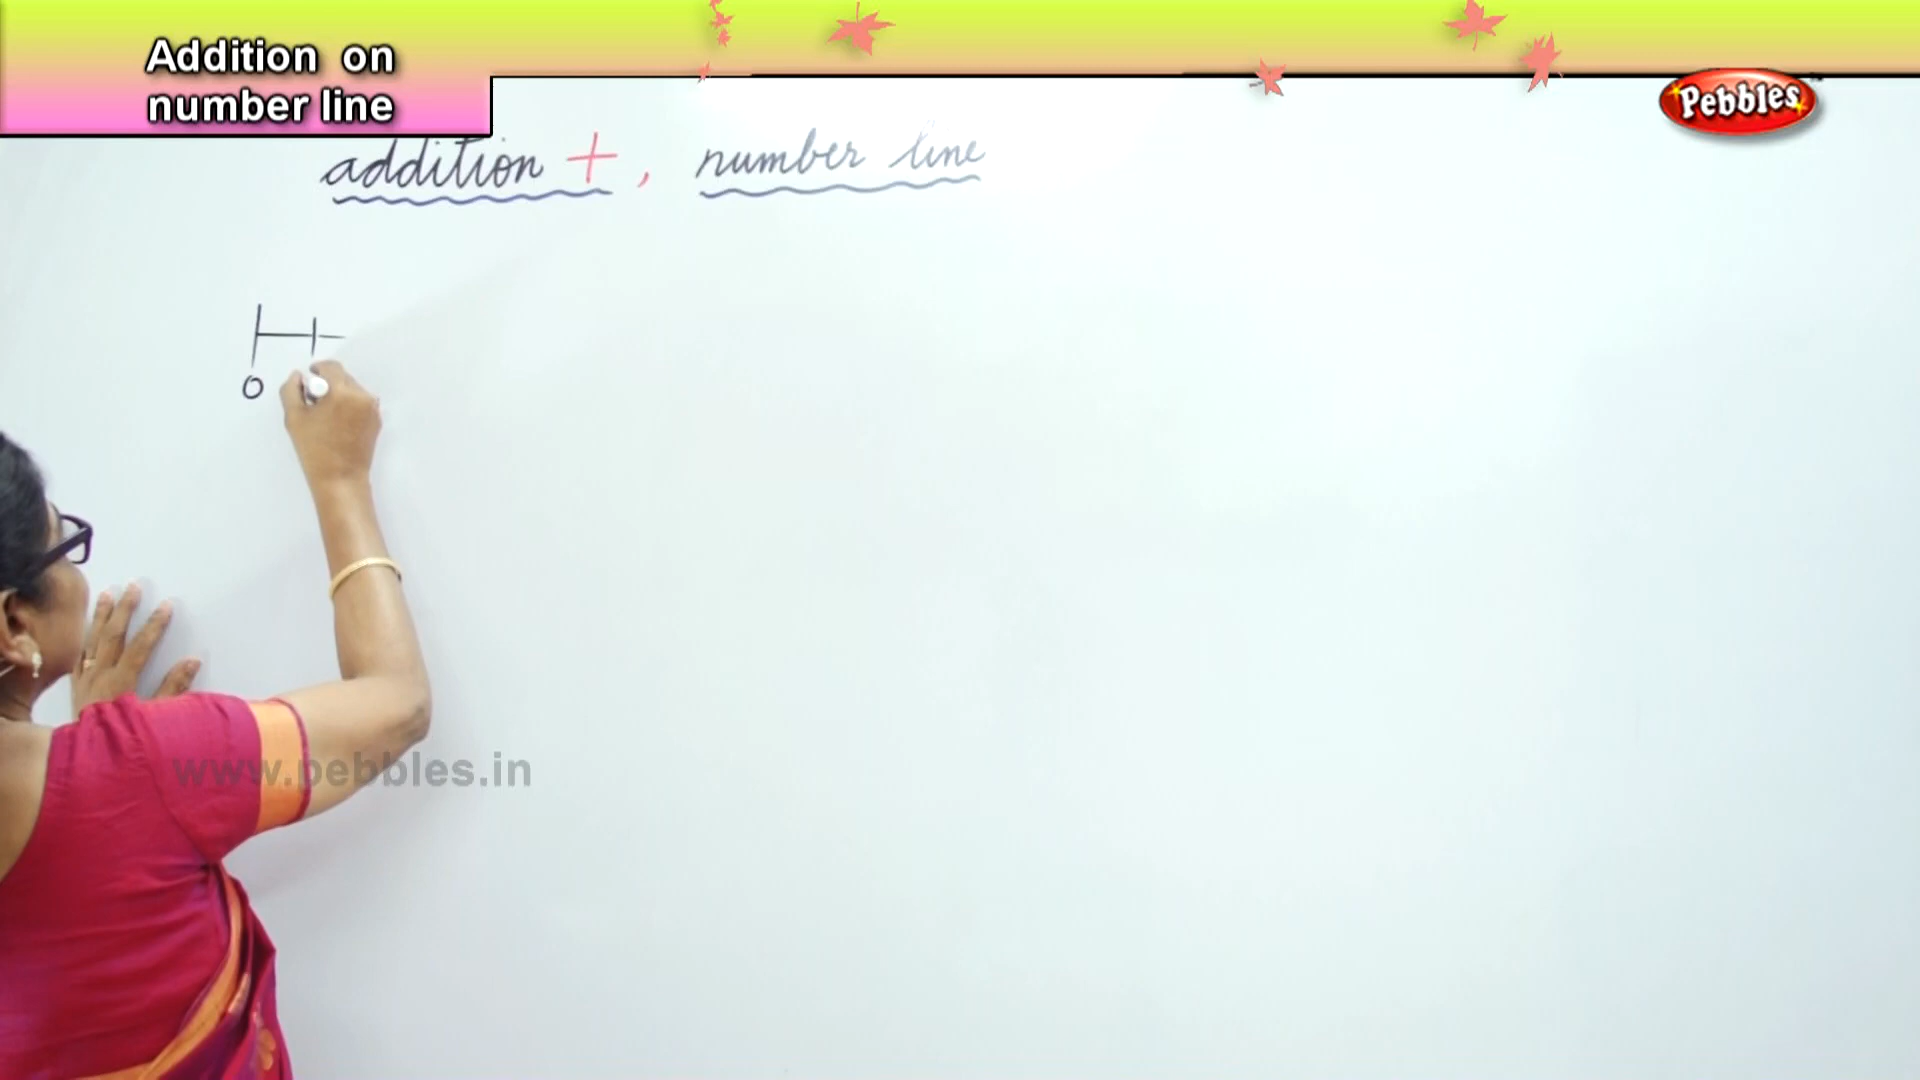 Addition on
number line
Pebbles
addition + , number line
0
www.pebbles.in